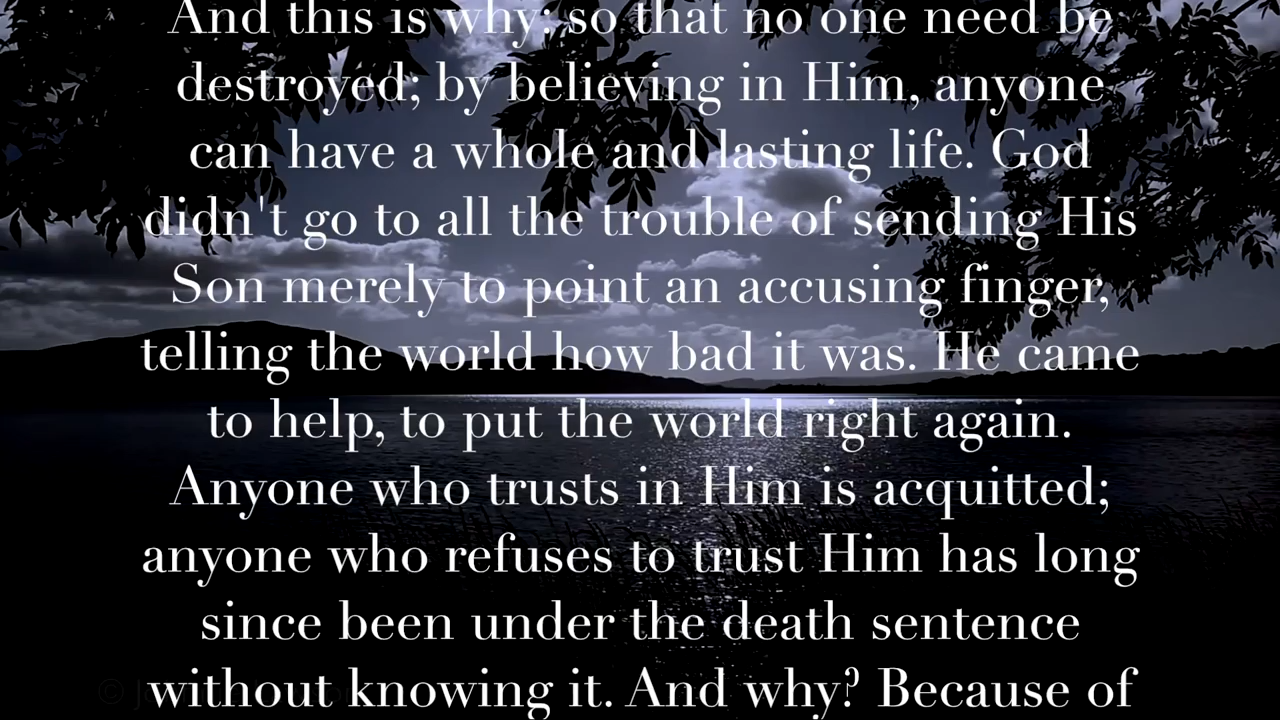 And this is why: so that no one need be
destroyed; by believing in Him, anyone
can have a whole and lasting life. God
didn't go to all the trouble of sending His
Son merely to point an accusing finger,
telling the world how bad it was. He came
to help, to put the world right again.
Anyone who trusts in Him is acquitted;
anyone who refuses to trust Him has long
since been under the death sentence
without knowing it. And why? Because of